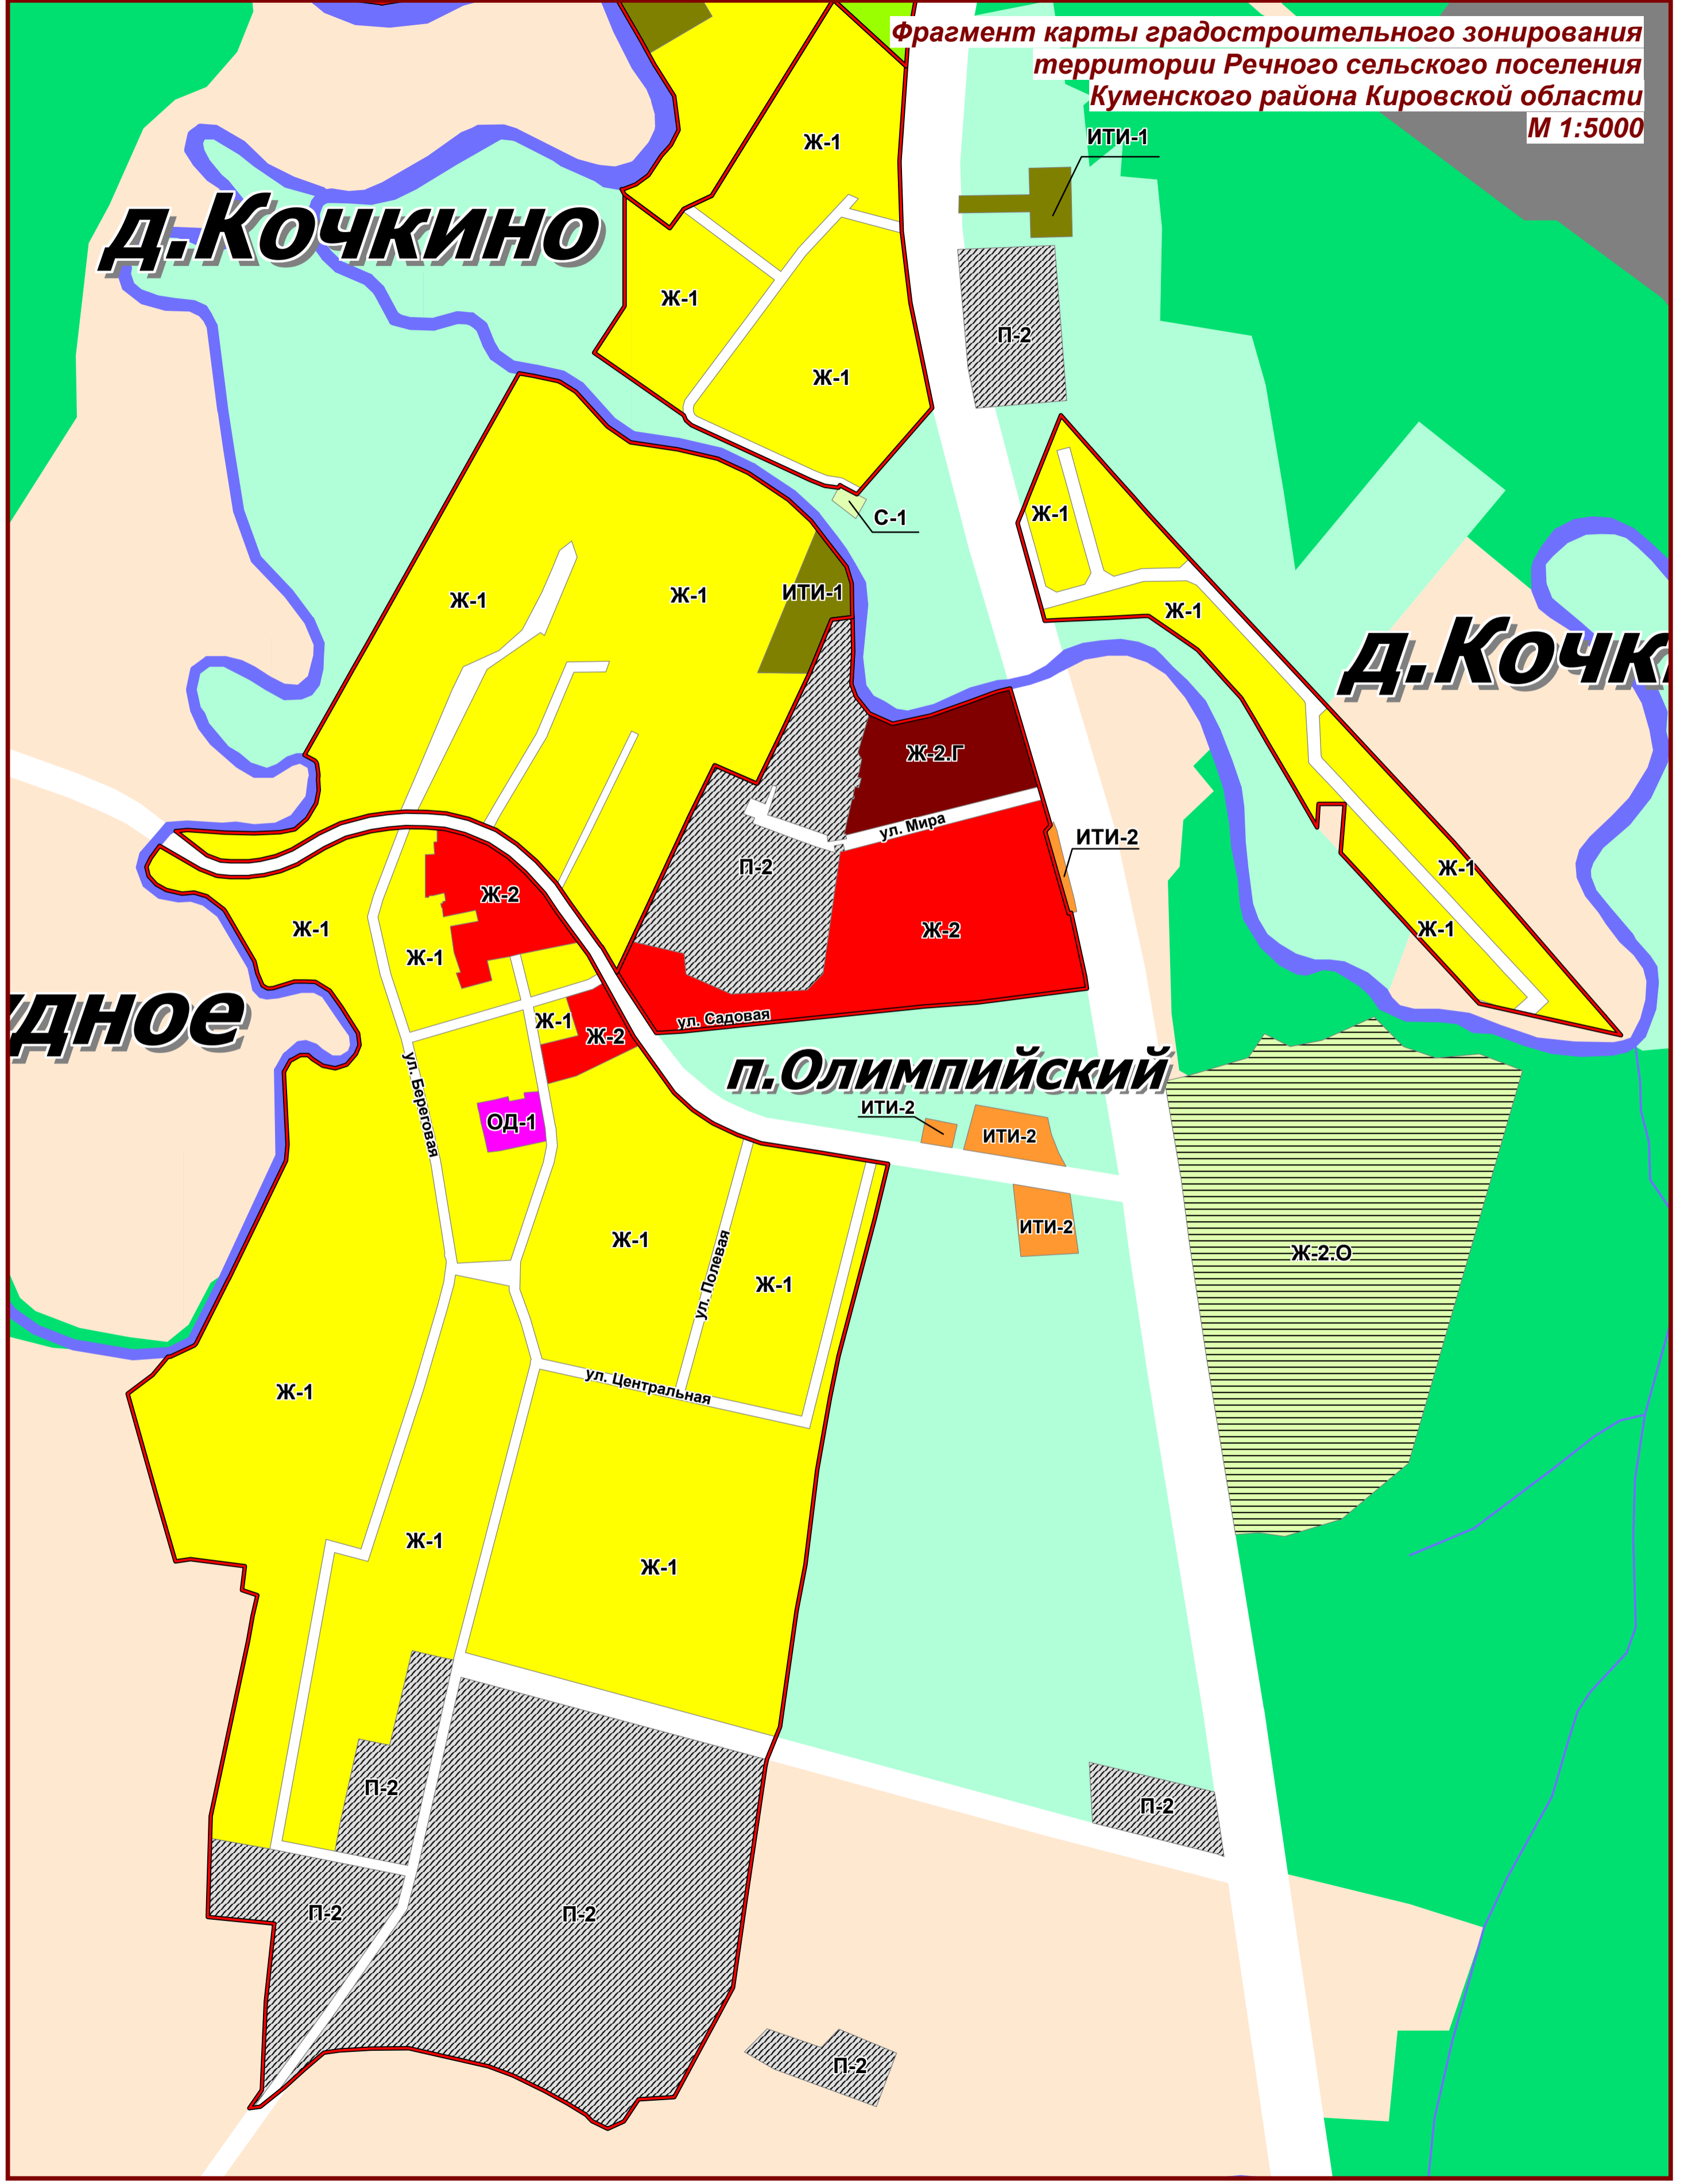 Фрагмент карты градостроительного зонирования
территории Речного сельского поселения
Куменского района Кировской области
М 1:5000
ИТИ-1
Ж-1
д.Кочкино
Ж-1
П-2
Ж-1
Ж-1
С-1
Ж-1
Ж-1
ИТИ-1
Ж-1
д.Кочк
Ж-2.Г
ул. Мира
ИТИ-2
П-2
Ж-1
Ж-2
Ж-1
Ж-2
Ж-1
Ж-1
удное
Ж-1
Ж-2
ул. Садовая
ул. Береговая
п.Олимпийский
ИТИ-2
ОД-1
ИТИ-2
ИТИ-2
Ж-1
Ж-2.О
ул. Полевая
Ж-1
ул. Центральная
Ж-1
Ж-1
Ж-1
П-2
П-2
П-2
П-2
П-2